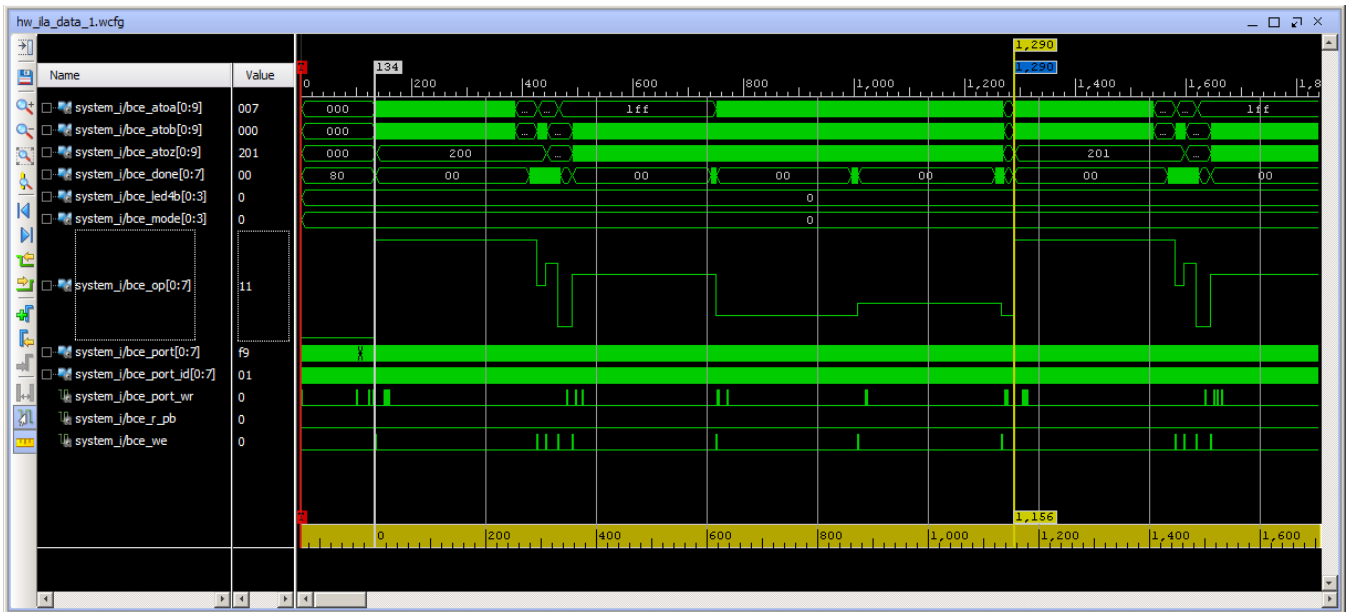 hw_ila_data_1.wcfg
1,290
Name Value 134 1,290
0 200 400 600 800 1,000 1,200 1,400 1,600 1,8
system_i/bce_atoa[0:9] 007 000 ... ... 1ff ... ... 1ff
system_i/bce_atob[0:9] 000 000 ... ... ... ...
system_i/bce_atoz[0:9] 201 000 200 ... 201 ...
system_i/bce_done[0:7] 00 80 00 00 00 00 00 00
system_i/bce_led4b[0:3] 0 0
system_i/bce_mode[0:3] 0 0
system_i/bce_op[0:7] 11
system_i/bce_port[0:7] f9
system_i/bce_port_id[0:7] 01
system_i/bce_port_wr 0
system_i/bce_r_pb 0
system_i/bce_we 0
1,156
0 200 400 600 800 1,000 1,200 1,400 1,600